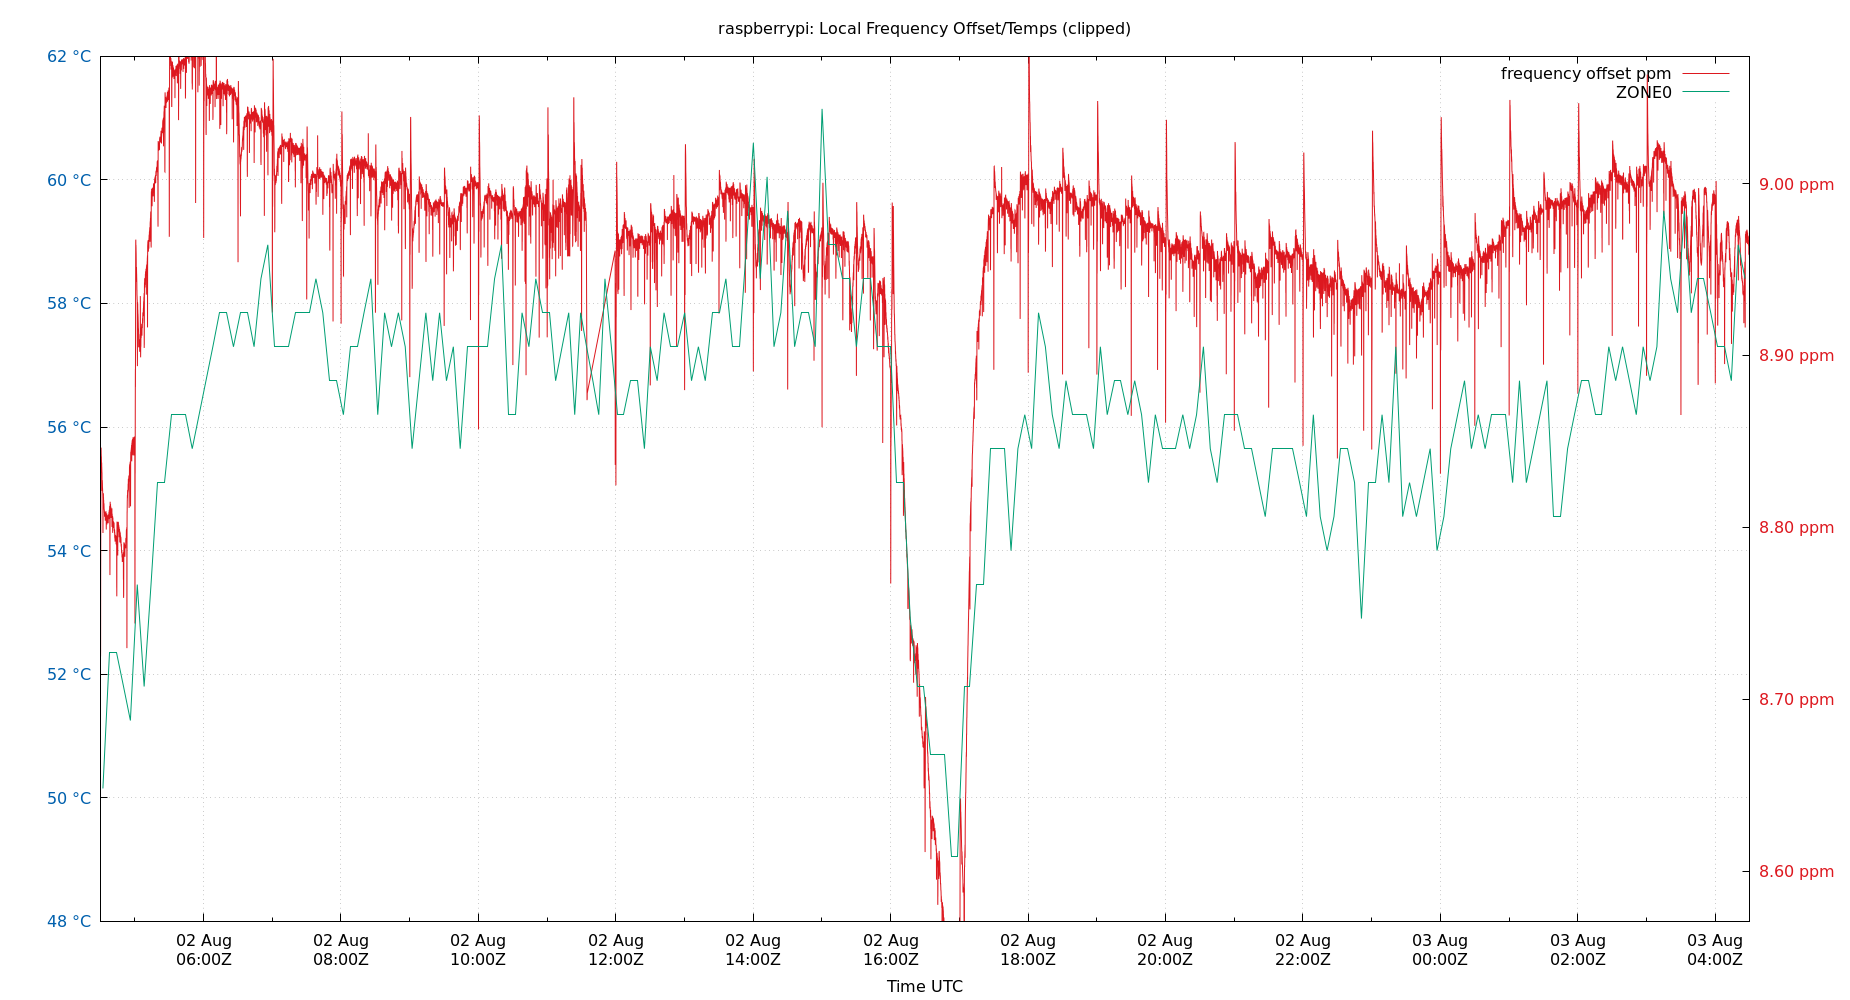 raspberrypi: Local Frequency Offset/Temps (clipped)
62 °C
60 °C
58 °C
56 °C
54 °C
52 °C
50 °C
48 °C
frequency offset ppm
ZONE0
9.00 ppm
8.90 ppm
8.80 ppm
8.70 ppm
8.60 ppm
02 Aug 02 Aug 02 Aug 02 Aug 02 Aug 02 Aug 02 Aug 02 Aug 02 Aug 03 Aug 03 Aug 03 Aug
06:00Z 08:00Z 10:00Z 12:00Z 14:00Z 16:00Z 18:00Z 20:00Z 22:00Z 00:00Z 02:00Z 04:00Z
Time UTC